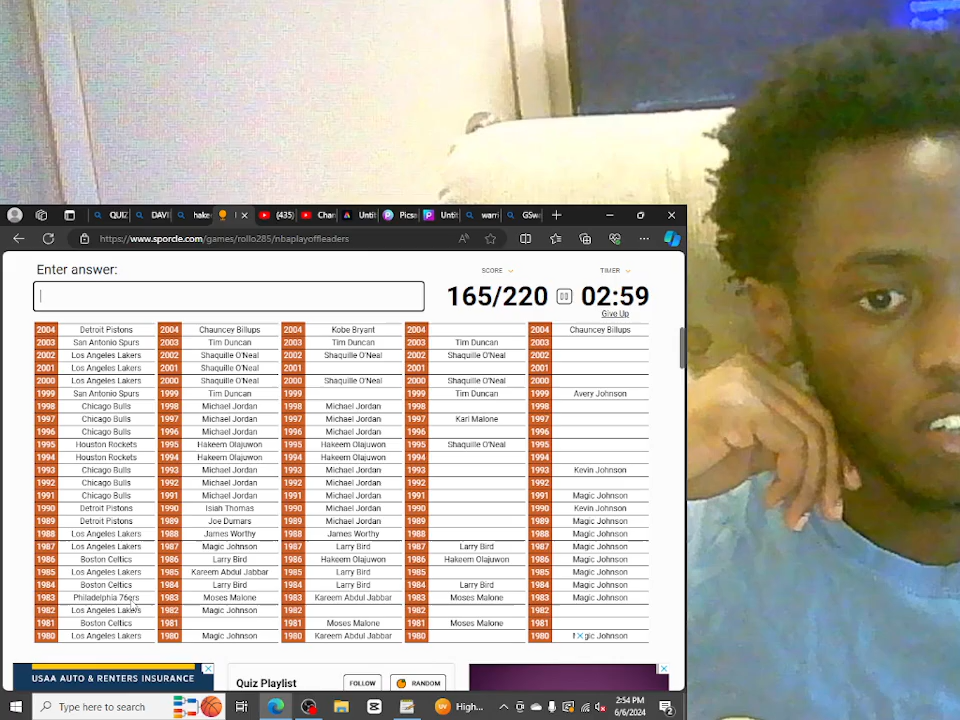 QUIZ
DAVI
hake
(435)
Char
Untit
Picsa
Untit
warri
GSwa
https://www.sporcle.com/games/rollo285/nbaplayoffleaders
Enter answer:
SCORE
TIMER
165/220
02:59
Give Up
2004 Detroit Pistons 2004 Chauncey Billups 2004 Kobe Bryant 2004 2004 Chauncey Billups
2003 San Antonio Spurs 2003 Tim Duncan 2003 Tim Duncan 2003 Tim Duncan 2003
2002 Los Angeles Lakers 2002 Shaquille O'Neal 2002 Shaquille O'Neal 2002 Shaquille O'Neal 2002
2001 Los Angeles Lakers 2001 Shaquille O'Neal 2001 2001 2001
2000 Los Angeles Lakers 2000 Shaquille O'Neal 2000 Shaquille O'Neal 2000 Shaquille O'Neal 2000
1999 San Antonio Spurs 1999 Tim Duncan 1999 1999 Tim Duncan 1999 Avery Johnson
1998 Chicago Bulls 1998 Michael Jordan 1998 Michael Jordan 1998 1998
1997 Chicago Bulls 1997 Michael Jordan 1997 Michael Jordan 1997 Karl Malone 1997
1996 Chicago Bulls 1996 Michael Jordan 1996 Michael Jordan 1996 1996
1995 Houston Rockets 1995 Hakeem Olajuwon 1995 Hakeem Olajuwon 1995 Shaquille O'Neal 1995
1994 Houston Rockets 1994 Hakeem Olajuwon 1994 Hakeem Olajuwon 1994 1994
1993 Chicago Bulls 1993 Michael Jordan 1993 Michael Jordan 1993 1993 Kevin Johnson
1992 Chicago Bulls 1992 Michael Jordan 1992 Michael Jordan 1992 1992
1991 Chicago Bulls 1991 Michael Jordan 1991 Michael Jordan 1991 1991 Magic Johnson
1990 Detroit Pistons 1990 Isiah Thomas 1990 Michael Jordan 1990 1990 Kevin Johnson
1989 Detroit Pistons 1989 Joe Dumars 1989 Michael Jordan 1989 1989 Magic Johnson
1988 Los Angeles Lakers 1988 James Worthy 1988 James Worthy 1988 1988 Magic Johnson
1987 Los Angeles Lakers 1987 Magic Johnson 1987 Larry Bird 1987 Larry Bird 1987 Magic Johnson
1986 Boston Celtics 1986 Larry Bird 1986 Hakeem Olajuwon 1986 Hakeem Olajuwon 1986 Magic Johnson
1985 Los Angeles Lakers 1985 Kareem Abdul Jabbar 1985 Larry Bird 1985 1985 Magic Johnson
1984 Boston Celtics 1984 Larry Bird 1984 Larry Bird 1984 Larry Bird 1984 Magic Johnson
1983 Philadelphia 76ers 1983 Moses Malone 1983 Kareem Abdul Jabbar 1983 Moses Malone 1983 Magic Johnson
1982 Los Angeles Lakers 1982 Magic Johnson 1982 1982 1982
1981 Boston Celtics 1981 1981 Moses Malone 1981 Moses Malone 1981
1980 Los Angeles Lakers 1980 Magic Johnson 1980 Kareem Abdul Jabbar 1980 1980 gic Johnson
USAA AUTO & RENTERS INSURANCE
Quiz Playlist
FOLLOW
RANDOM
Type here to search
High...
2:54 PM
6/6/2024
2